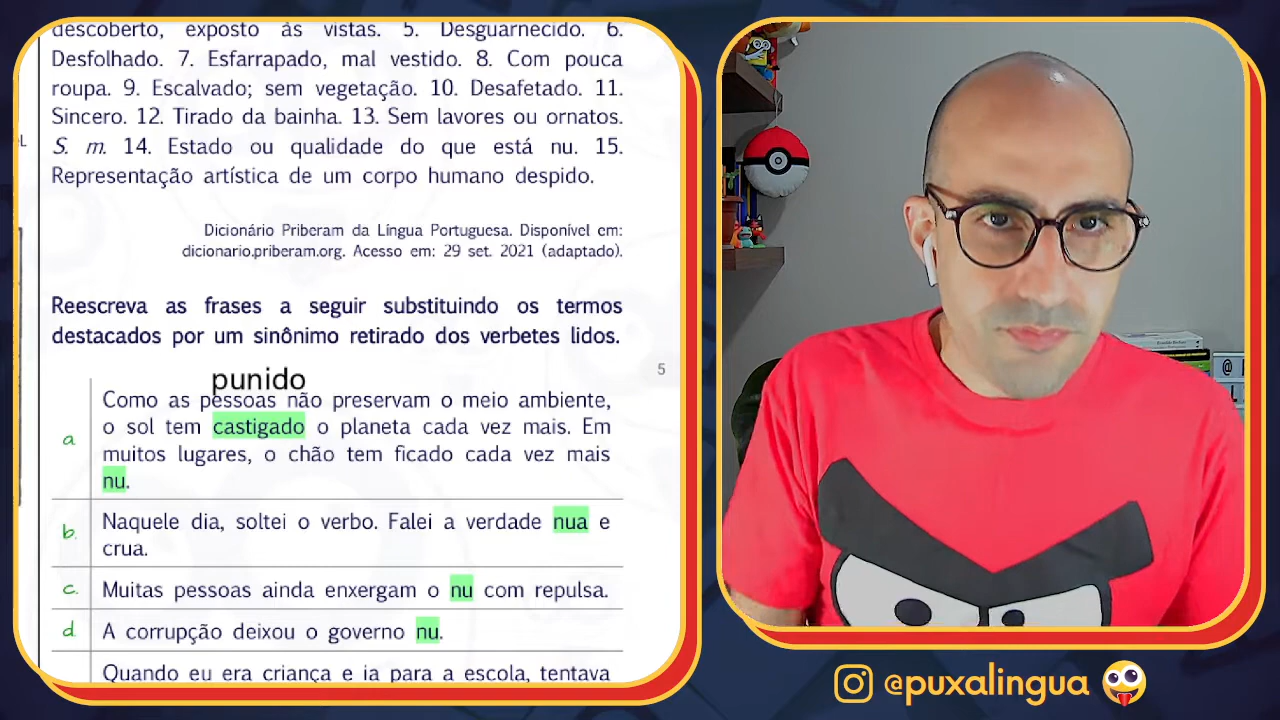 descoberto, exposto às vistas. 5. Desguarnecido. 6.
Desfolhado. 7. Esfarrapado, mal vestido. 8. Com pouca
roupa. 9. Escalvado; sem vegetação. 10. Desafetado. 11.
Sincero. 12. Tirado da bainha. 13. Sem lavores ou ornatos.
S. m. 14. Estado ou qualidade do que está nu. 15.
Representação artística de um corpo humano despido.
Dicionário Priberam da Língua Portuguesa. Disponível em:
dicionario.priberam.org. Acesso em: 29 set. 2021 (adaptado).
Reescreva as frases a seguir substituindo os termos
destacados por um sinônimo retirado dos verbetes lidos.
5
punido
a Como as pessoas não preservam o meio ambiente,
o sol tem castigado o planeta cada vez mais. Em
muitos lugares, o chão tem ficado cada vez mais
nu.
b. Naquele dia, soltei o verbo. Falei a verdade nua e
crua.
c. Muitas pessoas ainda enxergam o nu com repulsa.
d. A corrupção deixou o governo nu.
Quando eu era criança e ia para a escola, tentava
@puxalingua